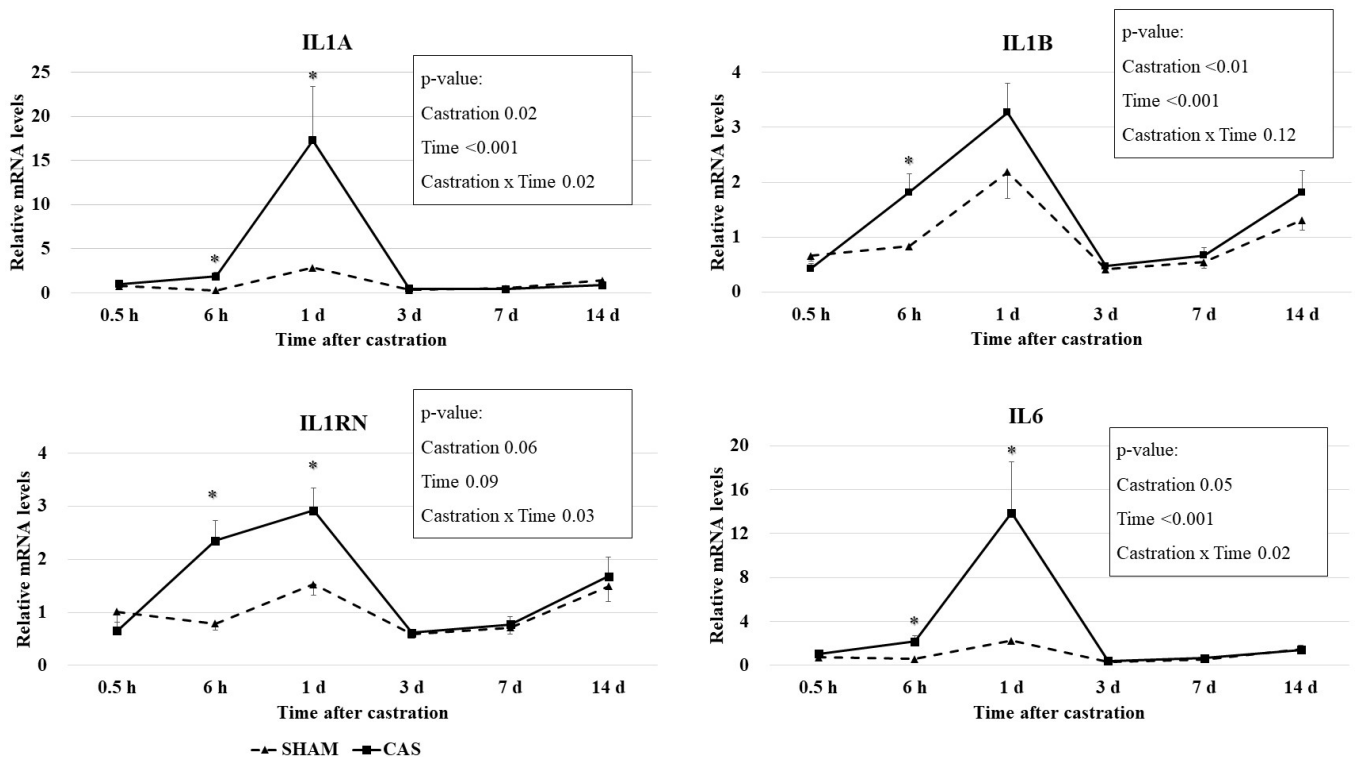 IL1A
Relative mRNA levels
25
20
15
10
5
0
*
*
p-value:
Castration 0.02
Time <0.001
Castration x Time 0.02
0.5 h 6 h 1 d 3 d 7 d 14 d
Time after castration
IL1B
Relative mRNA levels
4
3
2
1
0
*
p-value:
Castration <0.01
Time <0.001
Castration x Time 0.12
0.5 h 6 h 1 d 3 d 7 d 14 d
Time after castration
IL1RN
Relative mRNA levels
4
3
2
1
0
*
*
p-value:
Castration 0.06
Time 0.09
Castration x Time 0.03
0.5 h 6 h 1 d 3 d 7 d 14 d
Time after castration
IL6
Relative mRNA levels
20
16
12
8
4
0
*
*
p-value:
Castration 0.05
Time <0.001
Castration x Time 0.02
0.5 h 6 h 1 d 3 d 7 d 14 d
Time after castration
SHAM CAS